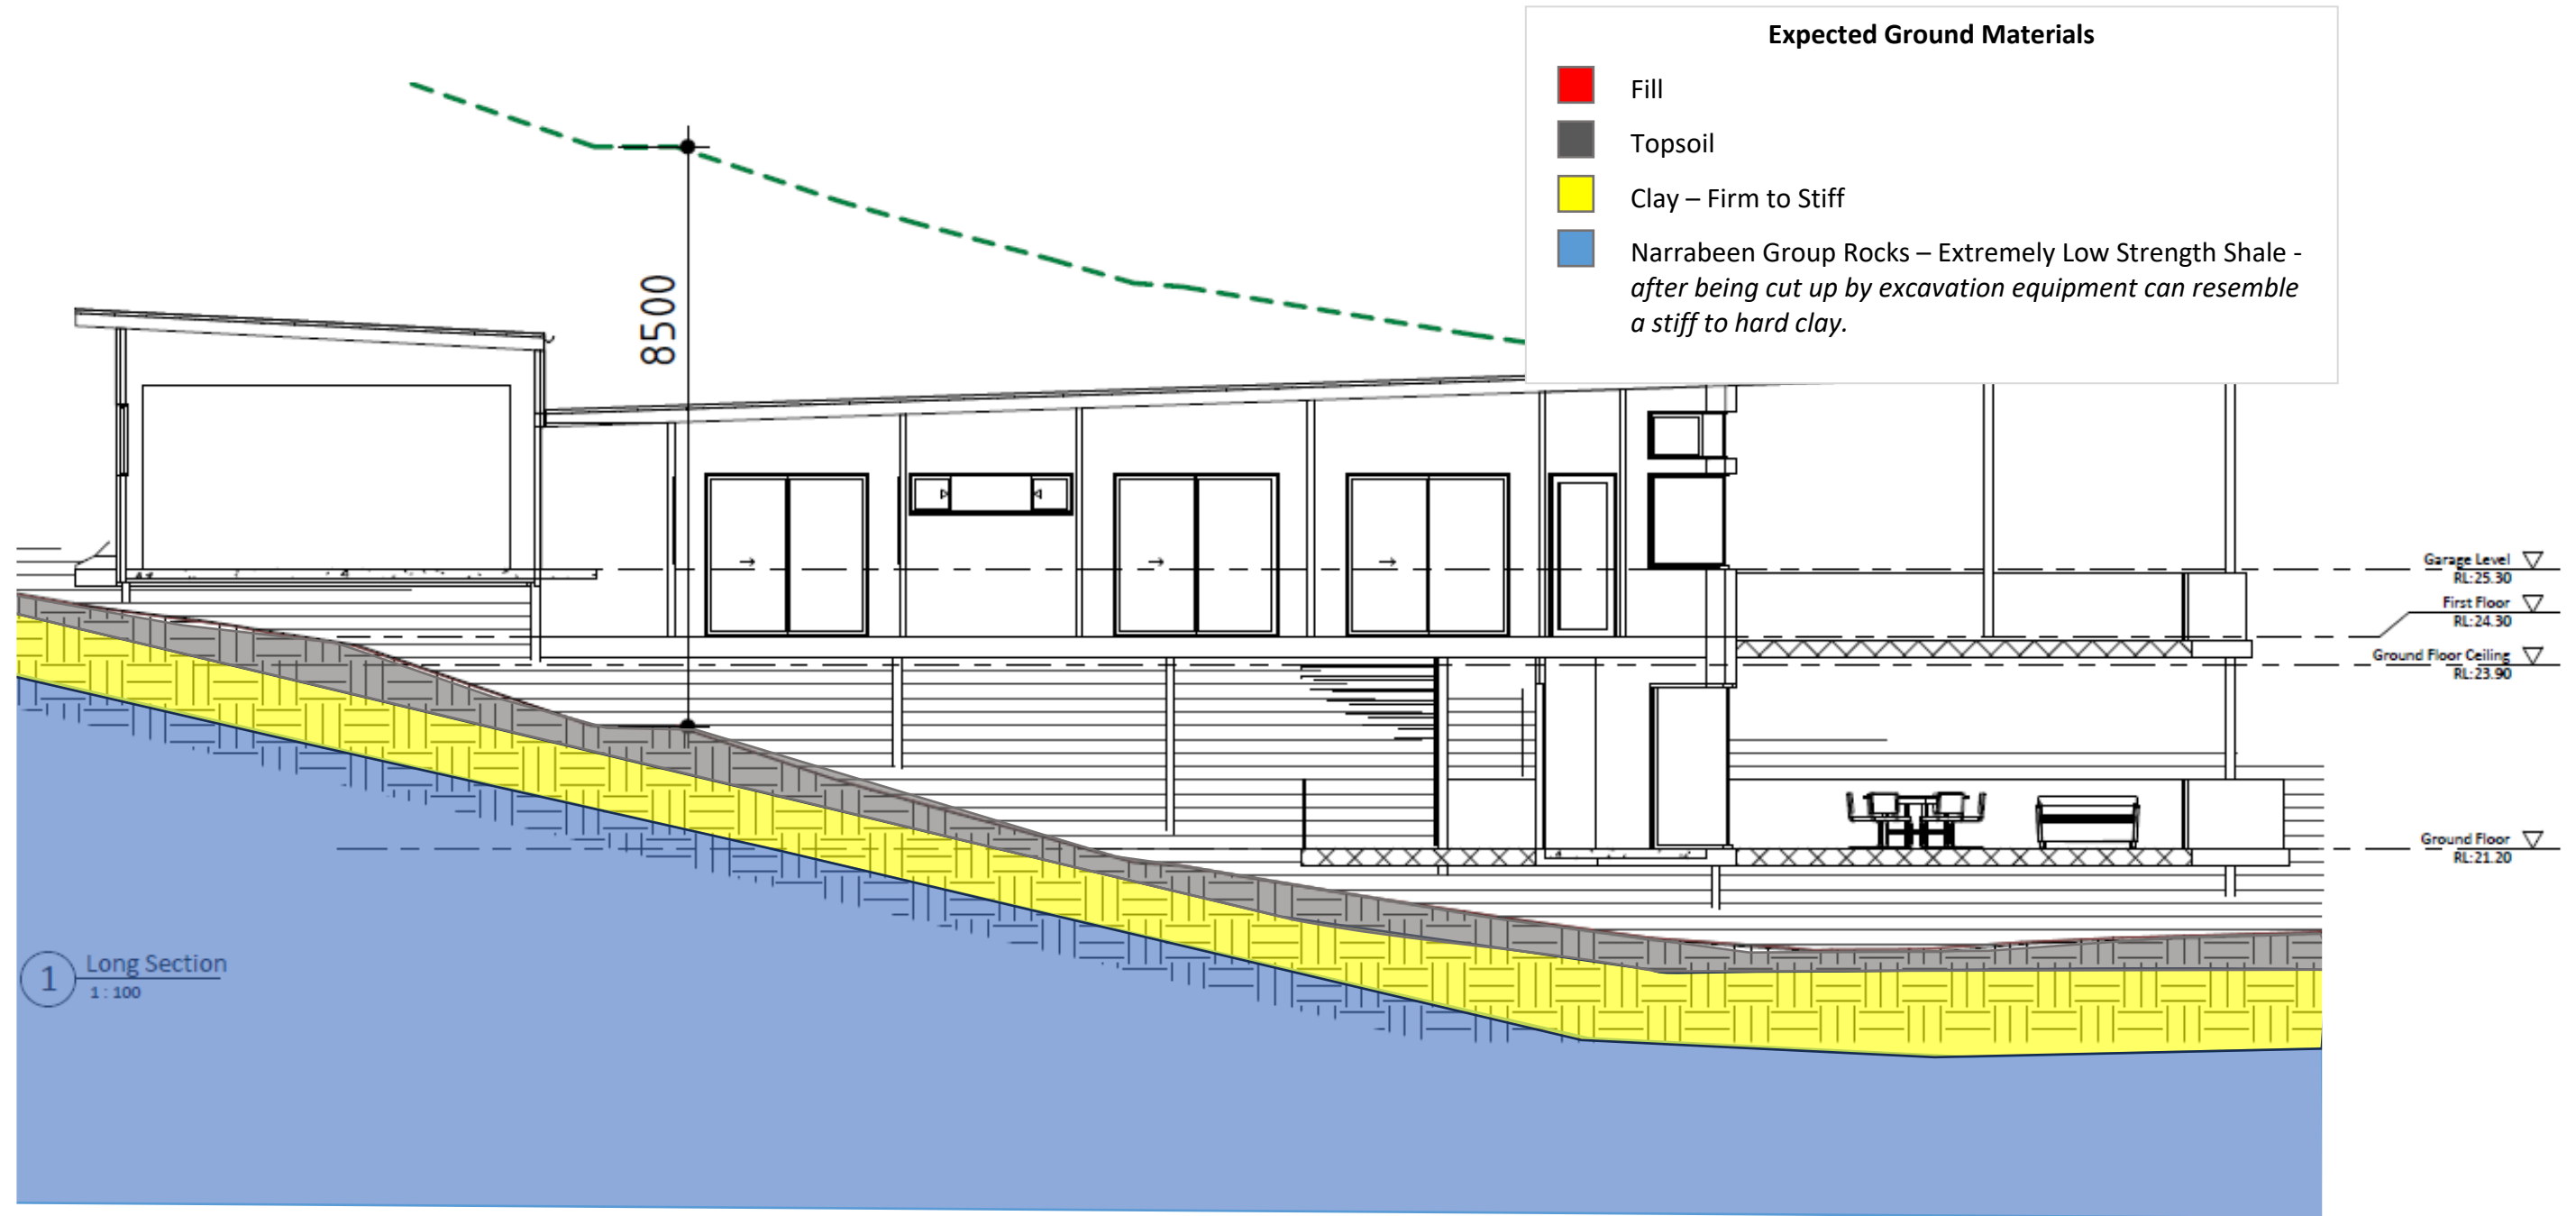 Expected Ground Materials
Fill
Topsoil
Clay – Firm to Stiff
Narrabeen Group Rocks – Extremely Low Strength Shale -
after being cut up by excavation equipment can resemble
a stiff to hard clay.
8500
Garage Level
RL:25.30
First Floor
RL:24.30
Ground Floor Ceiling
RL:23.90
Ground Floor
RL:21.20
1 Long Section
1 : 100